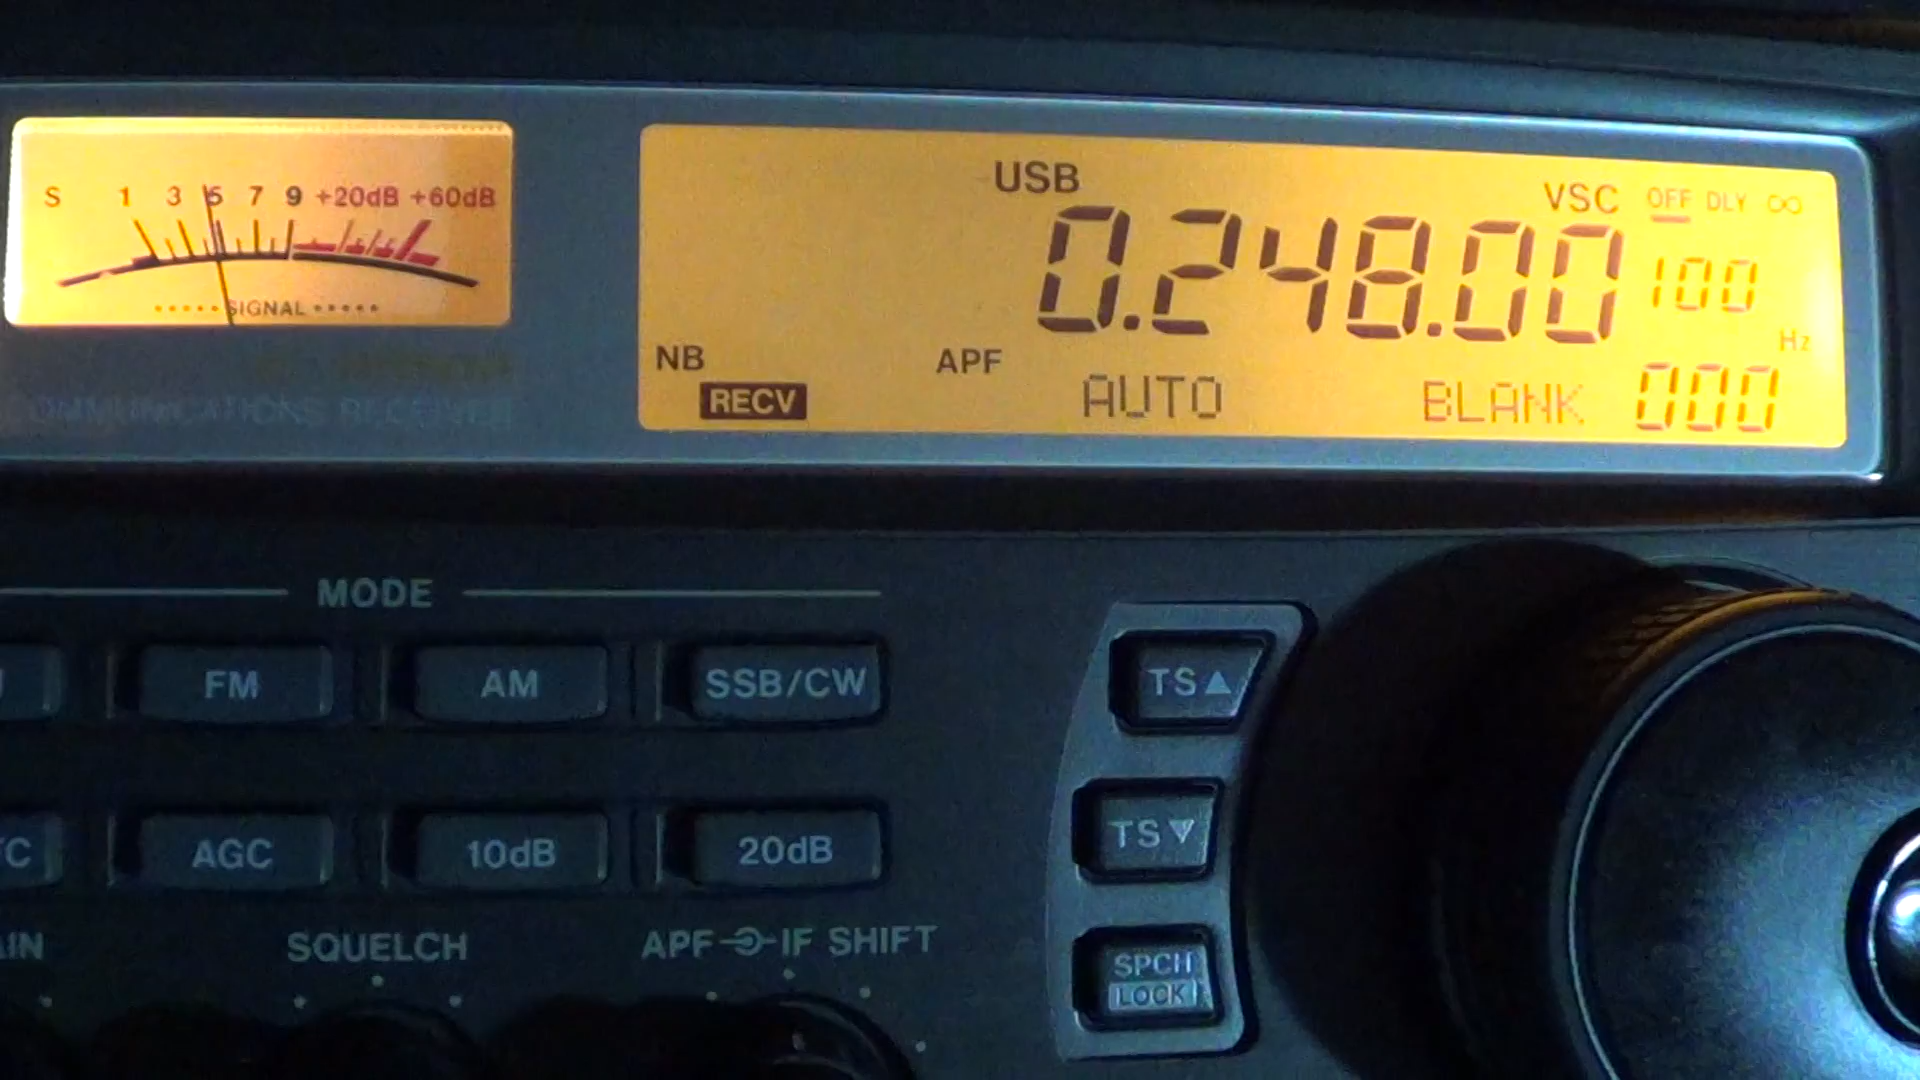 S 1 3 5 7 9 +20dB +60dB
SIGNAL
COMMUNICATIONS RECEIVER
USB
VSC OFF DLY ∞
0.248.00 100
Hz
NB APF
RECV AUTO BLANK 000
MODE
FM AM SSB/CW
TS▲
TS▼
AGC 10dB 20dB
SQUELCH APF IF SHIFT
SPCH
LOCK